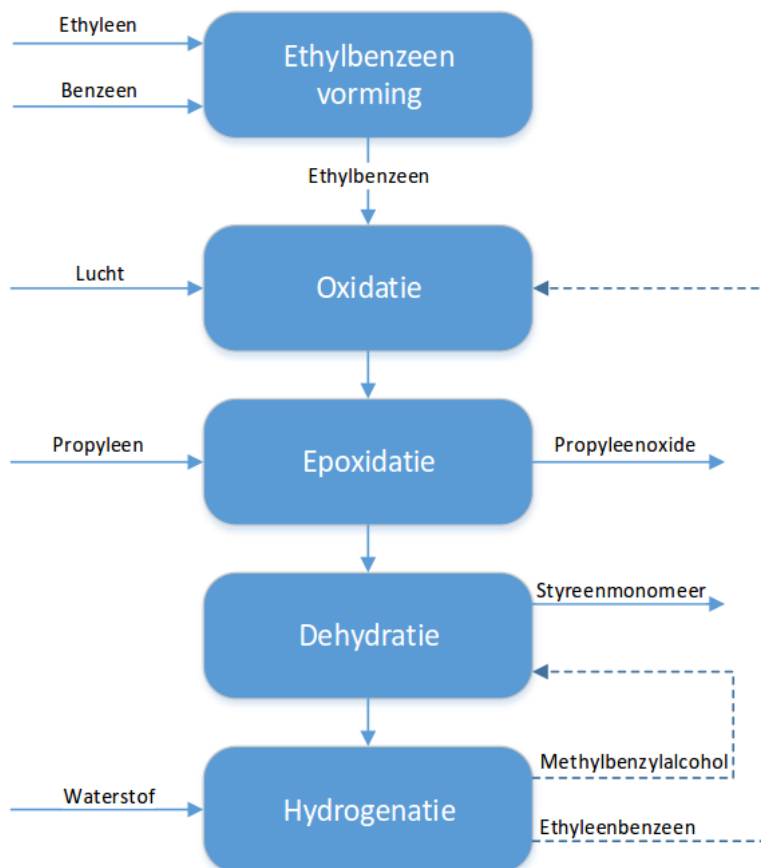 Ethyleen
Ethylbenzeen
vorming
Benzeen
Ethylbenzeen
Lucht
Oxidatie
Propyleen
Epoxidatie
Propyleenoxide
Styreenmonomeer
Dehydratie
Methylbenzylalcohol
Waterstof
Hydrogenatie
Ethyleenbenzeen